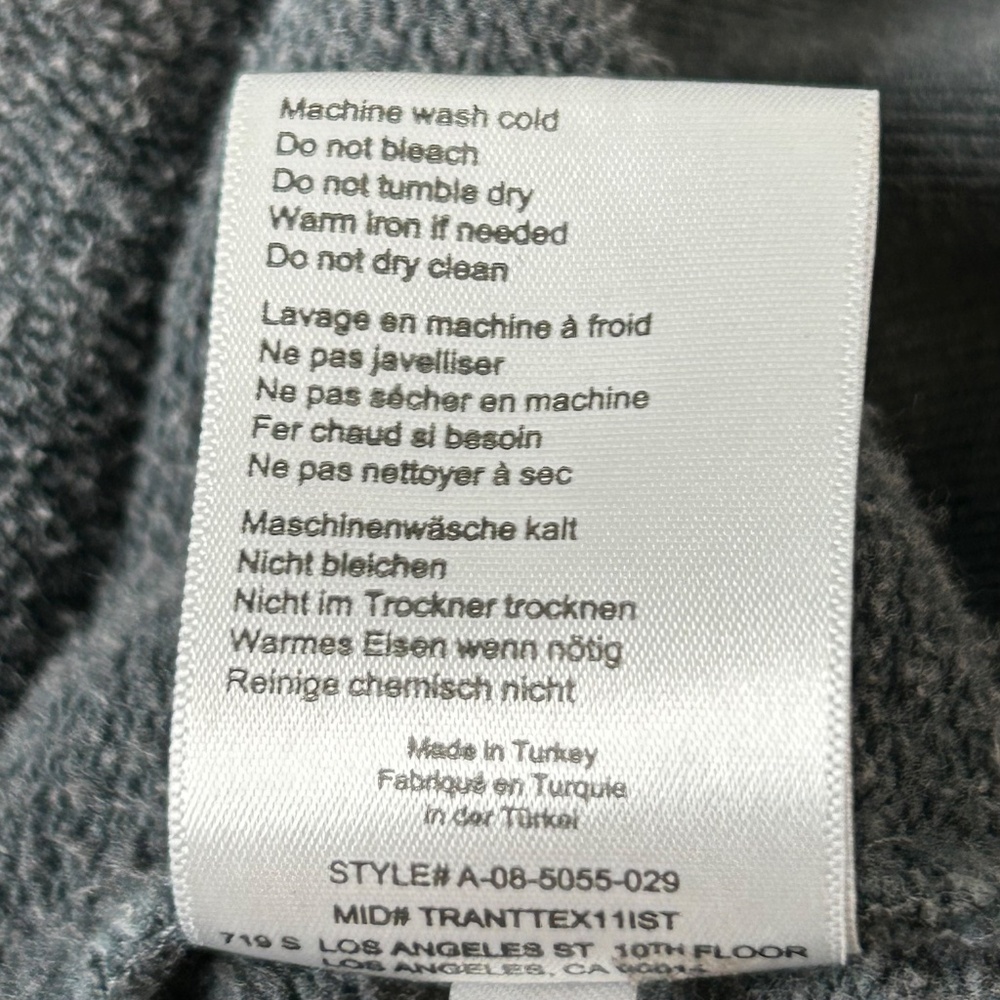 Machine wash cold
Do not bleach
Do not tumble dry
Warm iron if needed
Do not dry clean
Lavage en machine à froid
Ne pas javelliser
Ne pas sécher en machine
Fer chaud si besoin
Ne pas nettoyer à sec
Maschinenwäsche kalt
Nicht bleichen
Nicht im Trockner trocknen
Warmes Eisen wenn nötig
Reinige chemisch nicht
Made in Turkey
Fabriqué en Turquie
in der Türkei
STYLE# A-08-5055-029
MID# TRANTTEX11IST
719 S LOS ANGELES ST 10TH FLOOR
LOS ANGELES, CA 90014